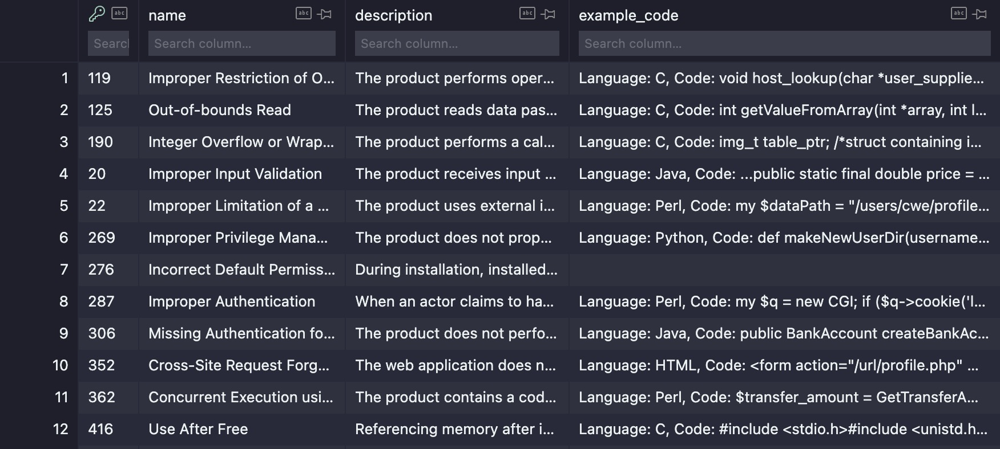 abc name abc description abc example_code abc
Searc Search column... Search column... Search column...
1 119 Improper Restriction of O... The product performs oper... Language: C, Code: void host_lookup(char *user_supplie...
2 125 Out-of-bounds Read The product reads data pas... Language: C, Code: int getValueFromArray(int *array, int l...
3 190 Integer Overflow or Wrap... The product performs a cal... Language: C, Code: img_t table_ptr; /*struct containing i...
4 20 Improper Input Validation The product receives input ... Language: Java, Code: ...public static final double price = ...
5 22 Improper Limitation of a ... The product uses external i... Language: Perl, Code: my $dataPath = "/users/cwe/profile...
6 269 Improper Privilege Mana... The product does not prop... Language: Python, Code: def makeNewUserDir(username...
7 276 Incorrect Default Permiss... During installation, installed...
8 287 Improper Authentication When an actor claims to ha... Language: Perl, Code: my $q = new CGI; if ($q->cookie('l...
9 306 Missing Authentication fo... The product does not perfo... Language: Java, Code: public BankAccount createBankAc...
10 352 Cross-Site Request Forg... The web application does n... Language: HTML, Code: <form action="/url/profile.php" ...
11 362 Concurrent Execution usi... The product contains a cod... Language: Perl, Code: $transfer_amount = GetTransferA...
12 416 Use After Free Referencing memory after i... Language: C, Code: #include <stdio.h>#include <unistd.h...